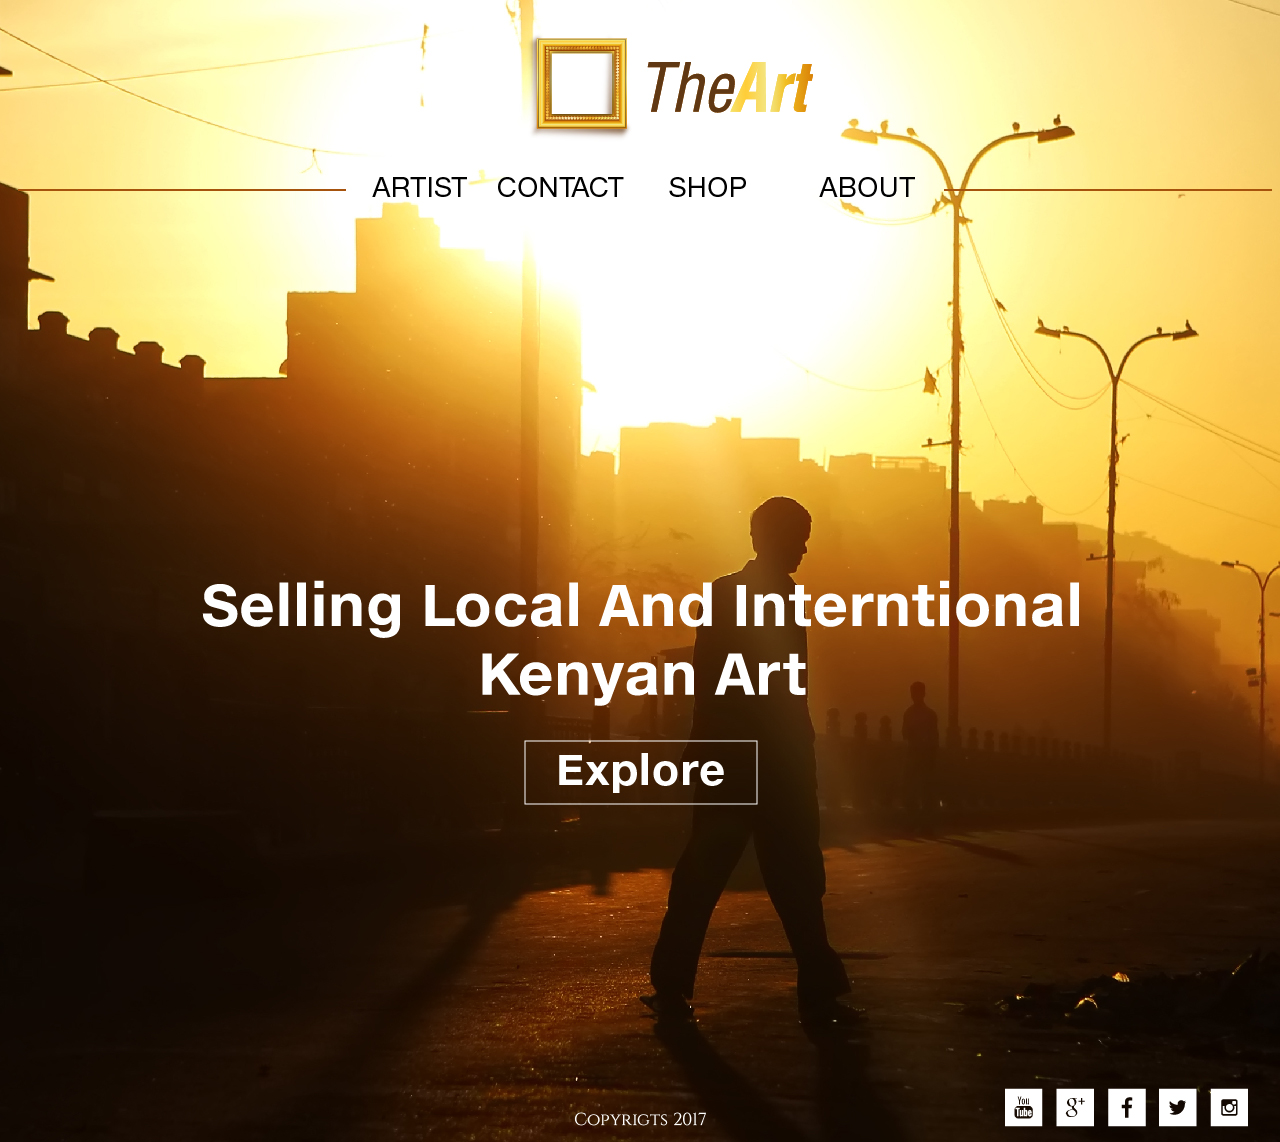 TheArt
ARTIST CONTACT SHOP ABOUT
Selling Local And Interntional
Kenyan Art
Explore
You Tube g+ f
Copyrigts 2017